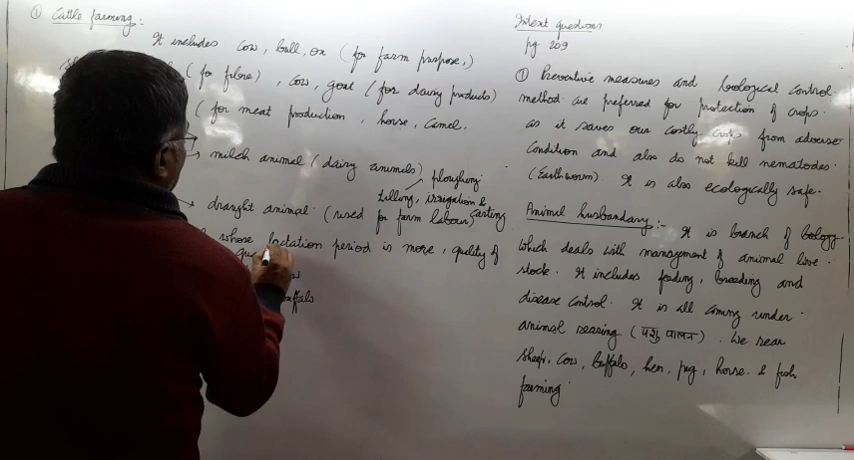 ① Cattle farming :
It includes cow, bull, ox (for farm purpose,)
(for fibre), cow, goat (for dairy products)
(for meat production, horse, camel.
→ milch animal (dairy animals)
ploughing
tilling, irrigation &
→ draught animal (used for farm labour) carting
whose lactation period is more, quality of
Intext Questions
pg 209
① Preventive measures and biological control
method are preferred for protection of crops.
as it saves our costly crops from adverse
condition and also do not kill nematodes.
(Earthworm). It is also ecologically safe.
Animal husbandary : It is branch of biology
which deals with management of animal live.
stock. It includes feeding, breeding and
disease control. It is all coming under.
animal rearing (पशु पालन). We rear
sheep, cow, buffalo, hen, pig, horse. & fish
farming